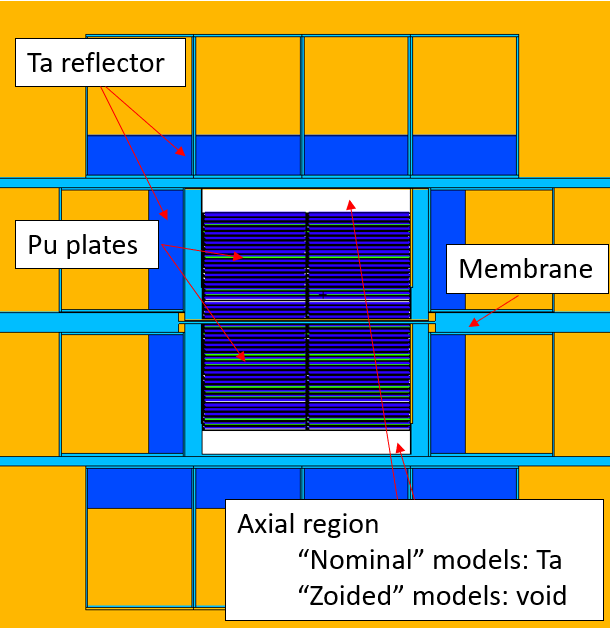 Ta reflector
Pu plates
Membrane
Axial region
“Nominal” models: Ta
“Zoided” models: void